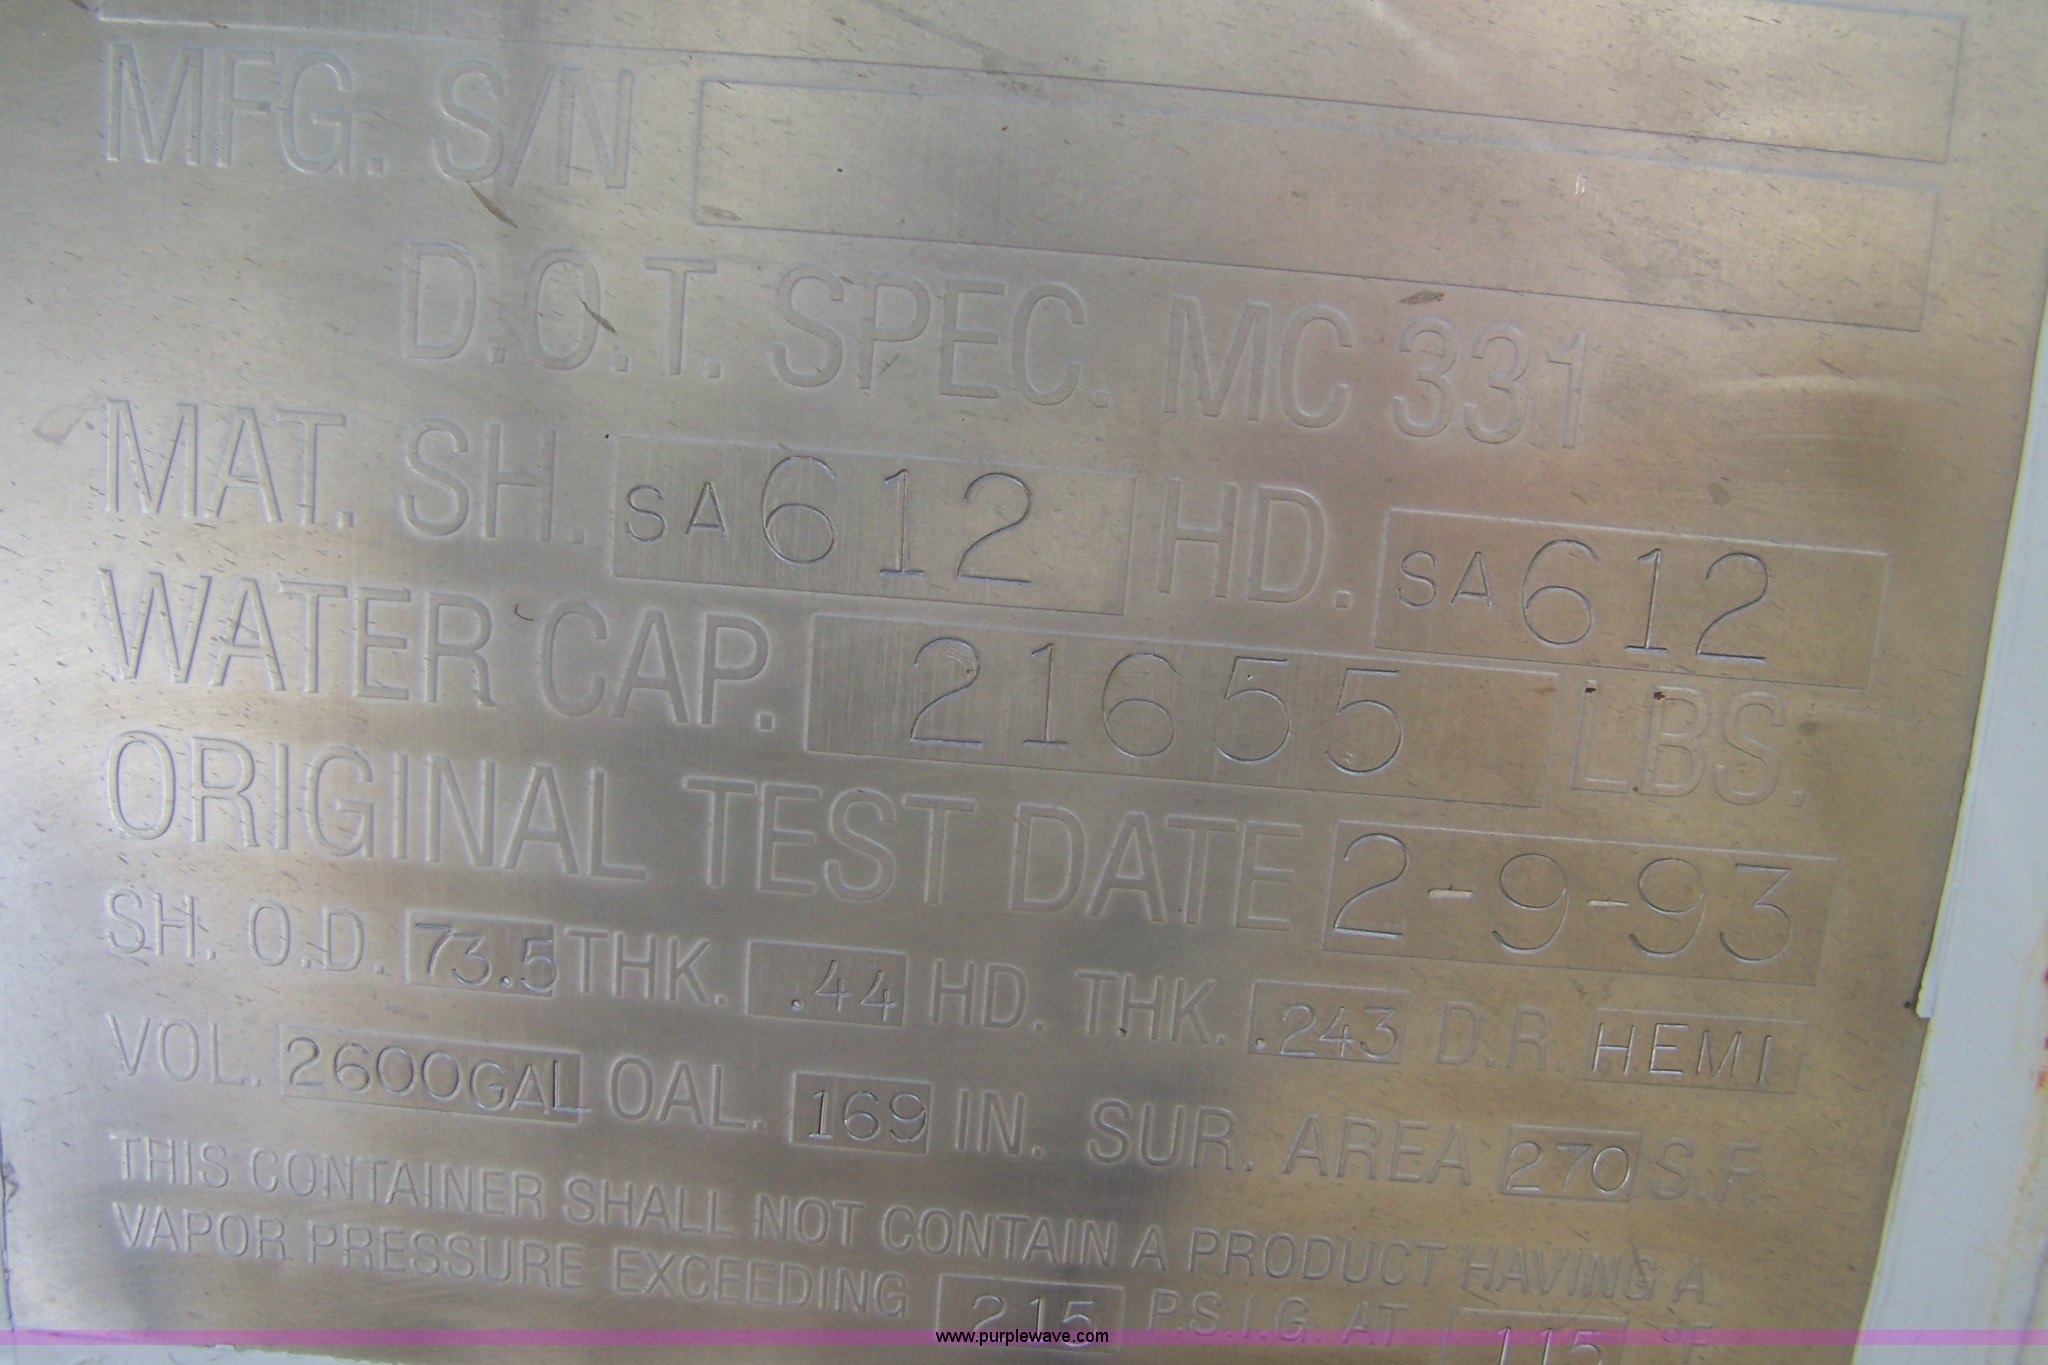 MFG. S/N
D.O.T. SPEC. MC 331
MAT. SH. SA 612 HD. SA 612
WATER CAP. 21655 LBS.
ORIGINAL TEST DATE 2-9-93
SH. O.D. 73.5 THK. .44 HD. THK. .243 D.R. HEMI
VOL. 2600GAL OAL. 169 IN. SUR. AREA 270 S.F.
THIS CONTAINER SHALL NOT CONTAIN A PRODUCT HAVING A
VAPOR PRESSURE EXCEEDING 215 P.S.I.G. AT 115 °F
www.purplewave.com